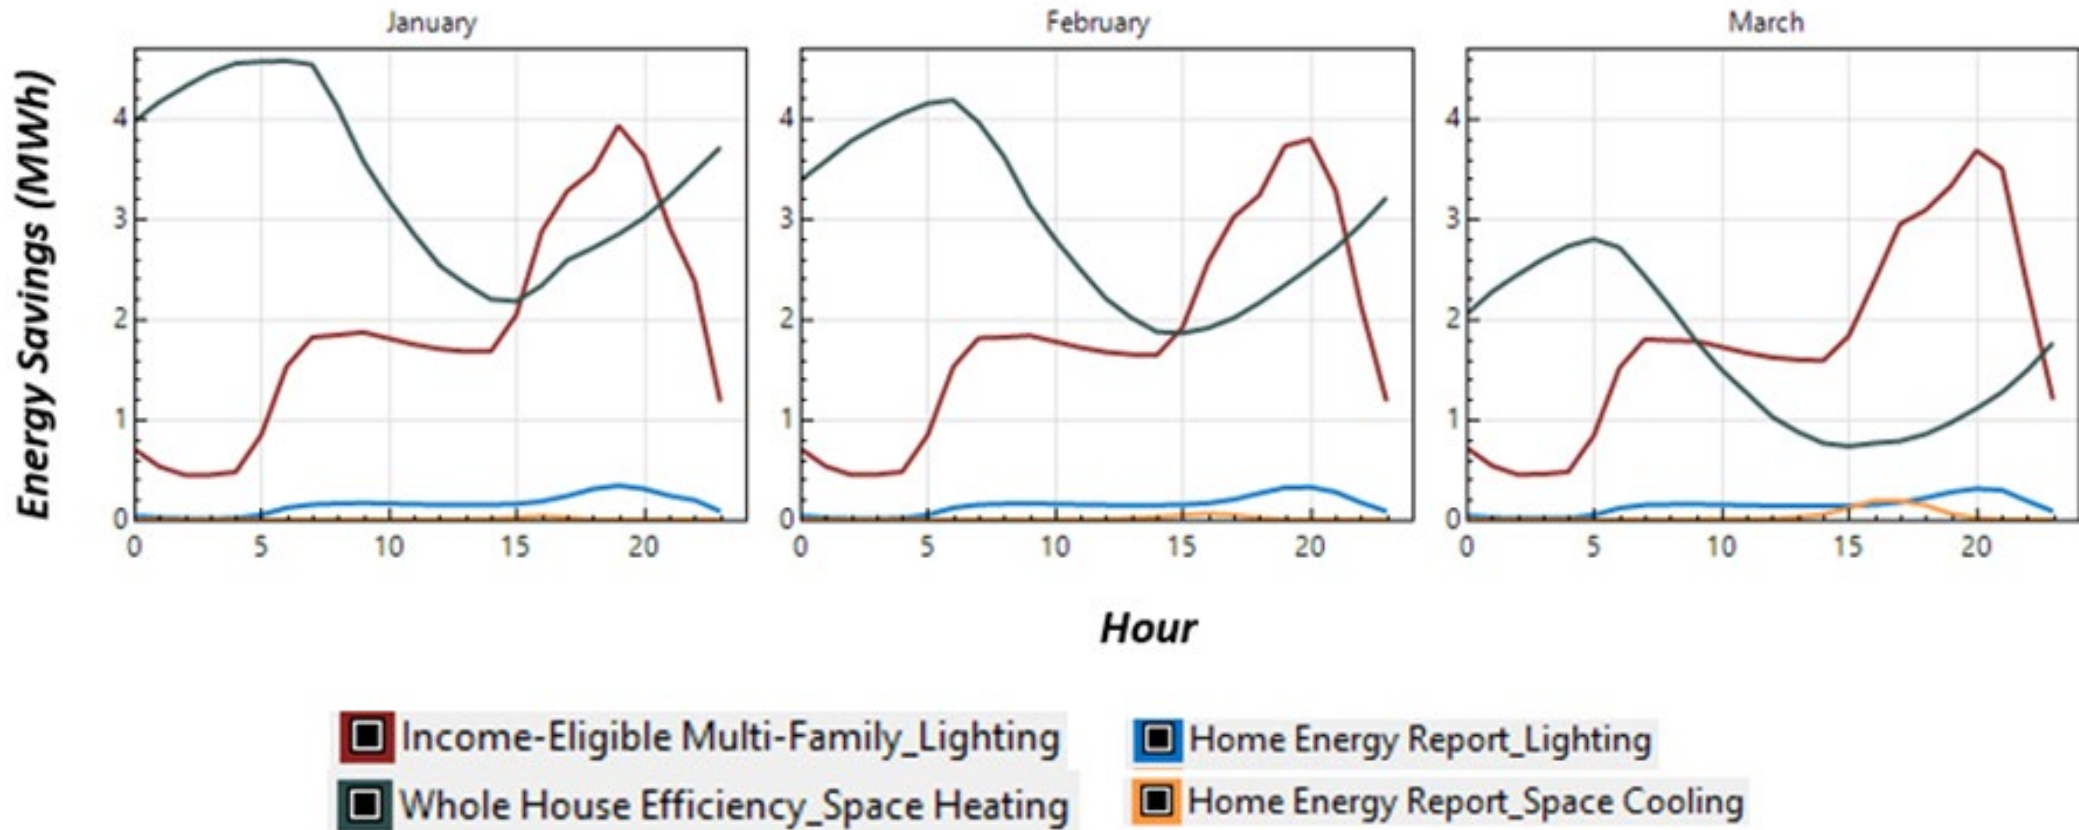 January
February
March
Energy Savings (MWh)
4
3
2
1
0
0 5 10 15 20
4
3
2
1
0
0 5 10 15 20
4
3
2
1
0
0 5 10 15 20
Hour
Income-Eligible Multi-Family_Lighting
Home Energy Report_Lighting
Whole House Efficiency_Space Heating
Home Energy Report_Space Cooling